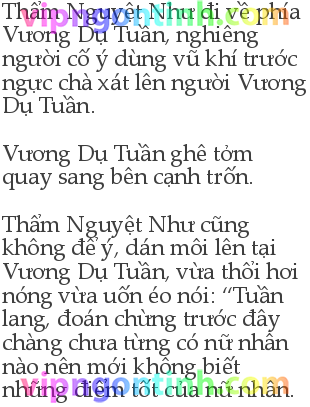 Thẩm Nguyệt Như đi về phía
Vương Dụ Tuần, nghiêng
người cố ý dùng vũ khí trước
ngực chà xát lên người Vương
Dụ Tuần.
Vương Dụ Tuần ghê tởm
quay sang bên cạnh trốn.
Thẩm Nguyệt Như cũng
không để ý, dán môi lên tại
Vương Dụ Tuần, vừa thổi hơi
nóng vừa uốn éo nói: “Tuần
lang, đoán chừng trước đây
chàng chưa từng có nữ nhân
nào nên mới không biết
những điểm tốt của nữ nhân.
vipngontinh.com
vipngontinh.com